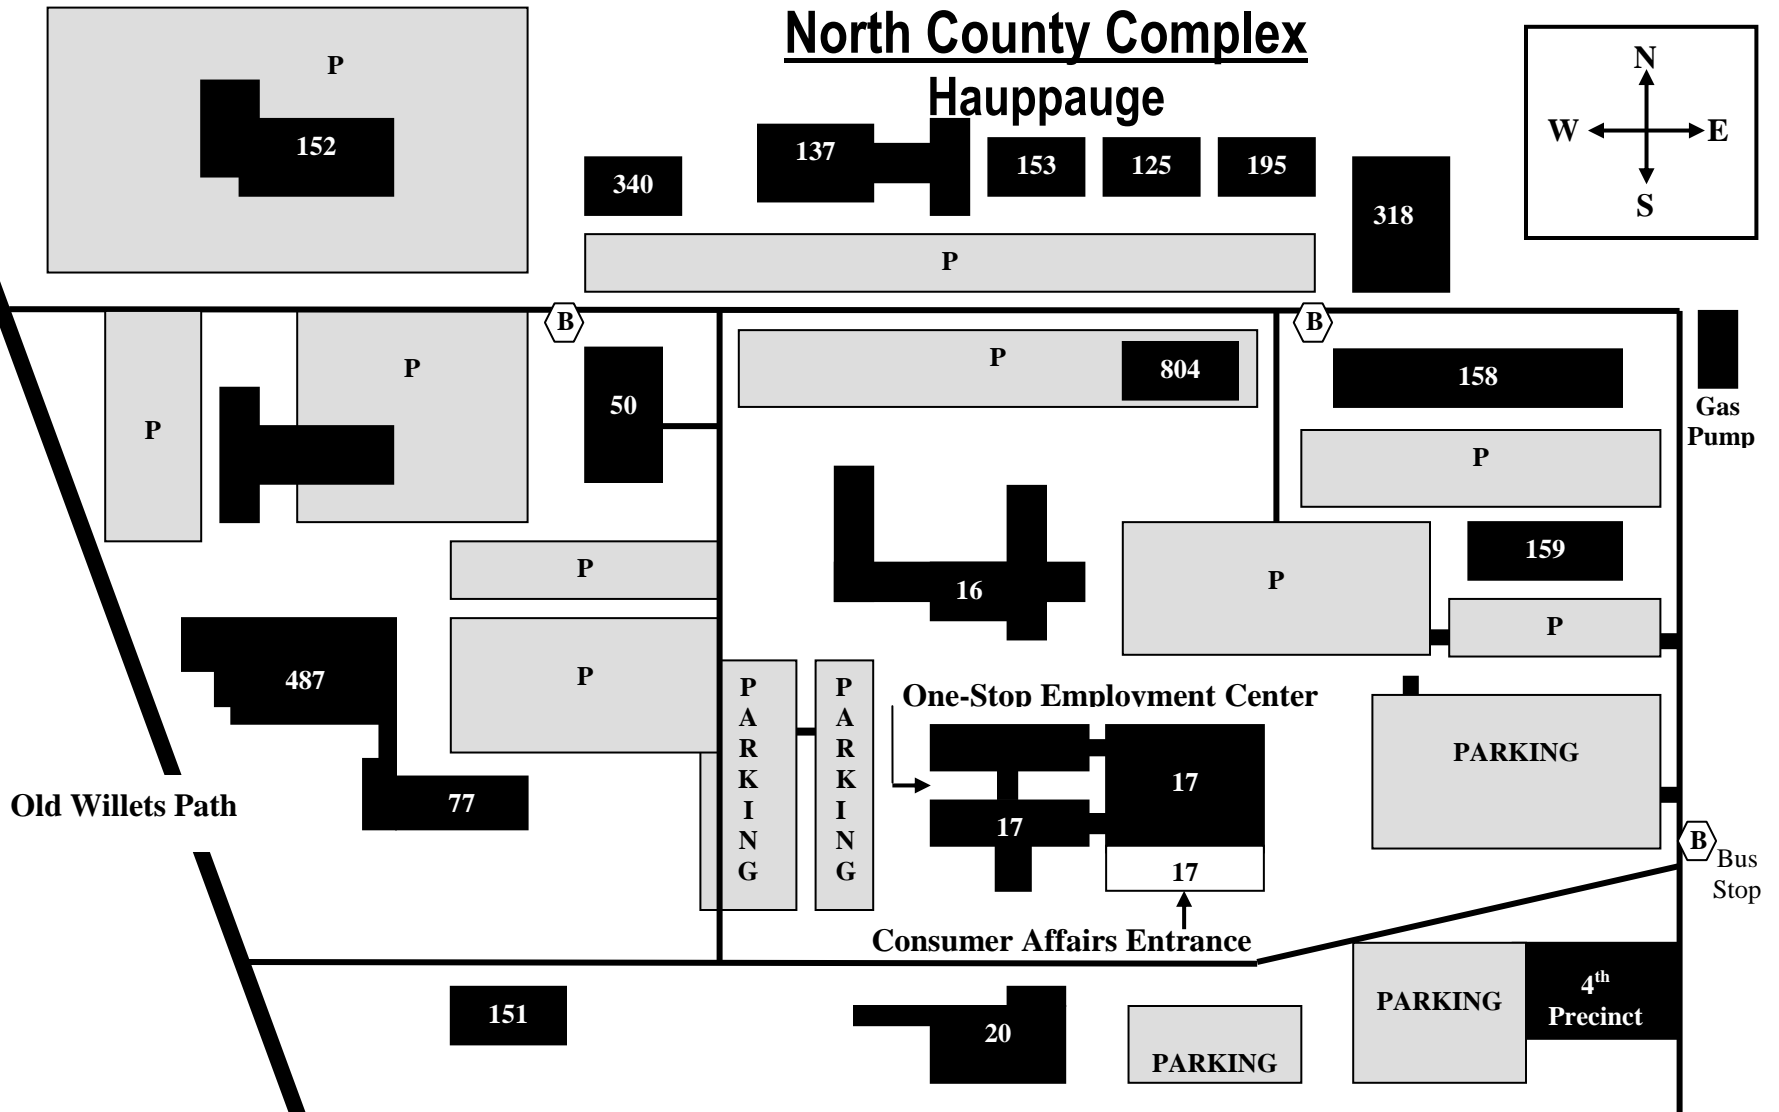 North County Complex
Hauppauge
N
W E
S
P
152
340
137
153
125
195
318
P
B
B
P
P
50
P
804
158
Gas
Pump
P
P
16
P
159
P
487
P
PARKING
PARKING
One-Stop Employment Center
17
17
17
PARKING
77
Old Willets Path
B
Bus
Stop
Consumer Affairs Entrance
151
20
PARKING
PARKING
4th
Precinct